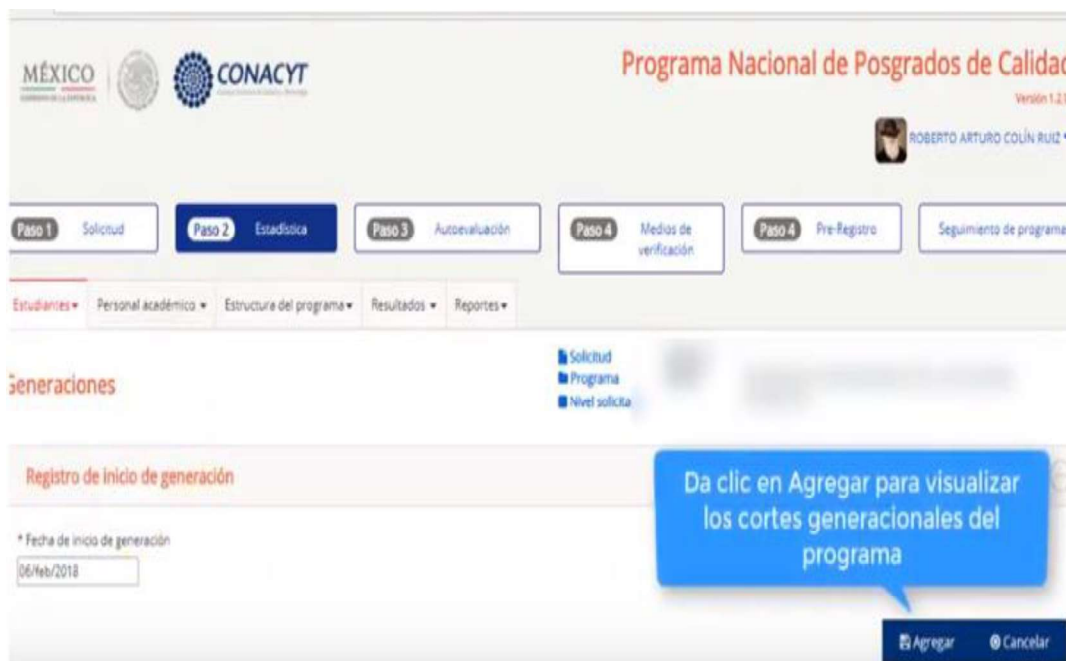 MÉXICO
CONACYT
Programa Nacional de Posgrados de Calidad
Versión 1.2.
ROBERTO ARTURO COLÍN RUIZ
Paso 1 Solicitud
Paso 2 Estadística
Paso 3 Autoevaluación
Paso 4 Medios de
verificación
Paso 4 Pre-Registro
Seguimiento de programa
Estudiantes Personal académico Estructura del programa Resultados Reportes
Generaciones
Solicitud
Programa
Nivel solicita
Registro de inicio de generación
* Fecha de inicio de generación
06/feb/2018
Da clic en Agregar para visualizar
los cortes generacionales del
programa
Agregar Cancelar